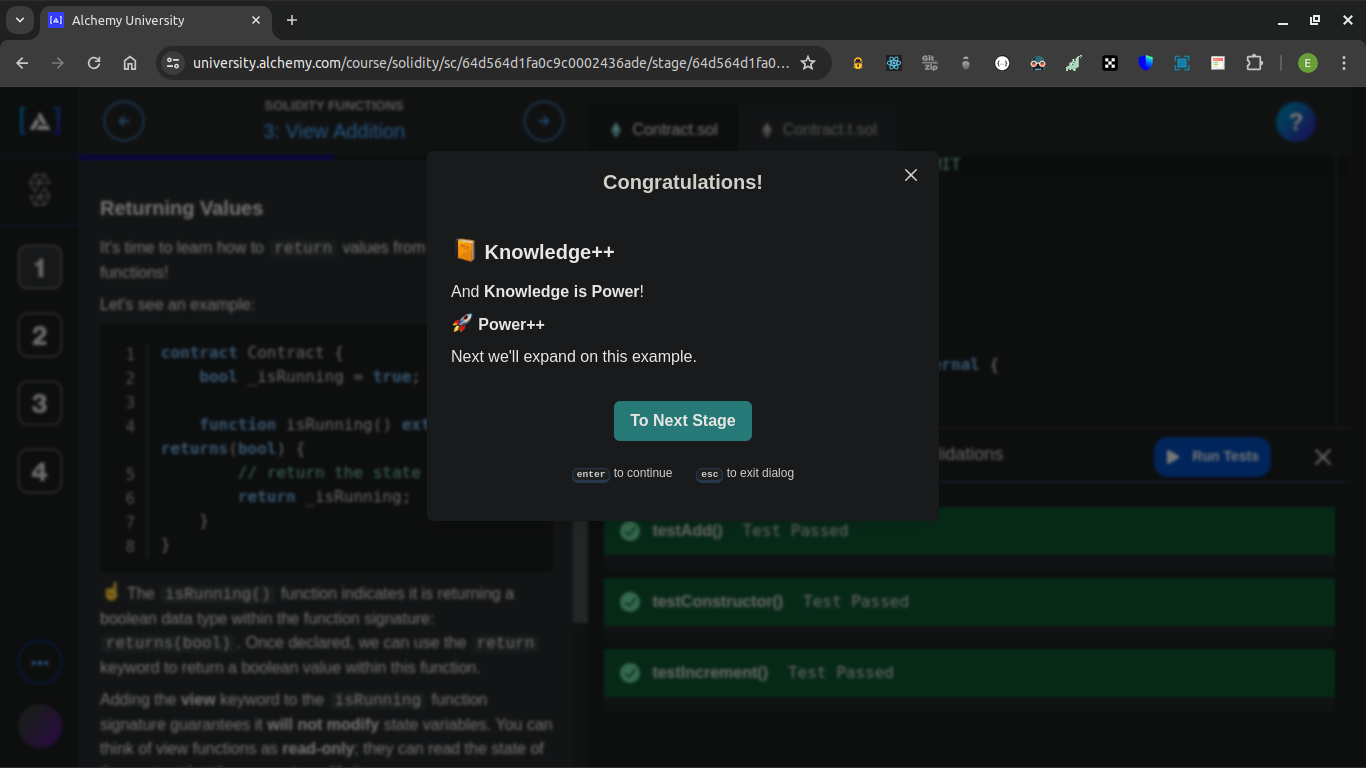 Alchemy University
university.alchemy.com/course/solidity/sc/64d564d1fa0c9c0002436ade/stage/64d564d1fa0...
Git
Zip
E
SOLIDITY FUNCTIONS
3: View Addition
Contract.sol
Contract.t.sol
?
1
2
3
4
Returning Values
It's time to learn how to return values from
functions!
Let's see an example:
1 contract Contract {
2 bool _isRunning = true;
3
4 function isRunning() ext
returns(bool) {
5 // return the state
6 return _isRunning;
7 }
8 }
☝ The isRunning() function indicates it is returning a
boolean data type within the function signature:
returns(bool). Once declared, we can use the return
keyword to return a boolean value within this function.
Adding the view keyword to the isRunning function
signature guarantees it will not modify state variables. You can
think of view functions as read-only; they can read the state of
Congratulations!
📙 Knowledge++
And Knowledge is Power!
🚀 Power++
Next we'll expand on this example.
To Next Stage
enter to continue esc to exit dialog
MIT
ernal {
lidations
Run Tests
testAdd() Test Passed
testConstructor() Test Passed
testIncrement() Test Passed